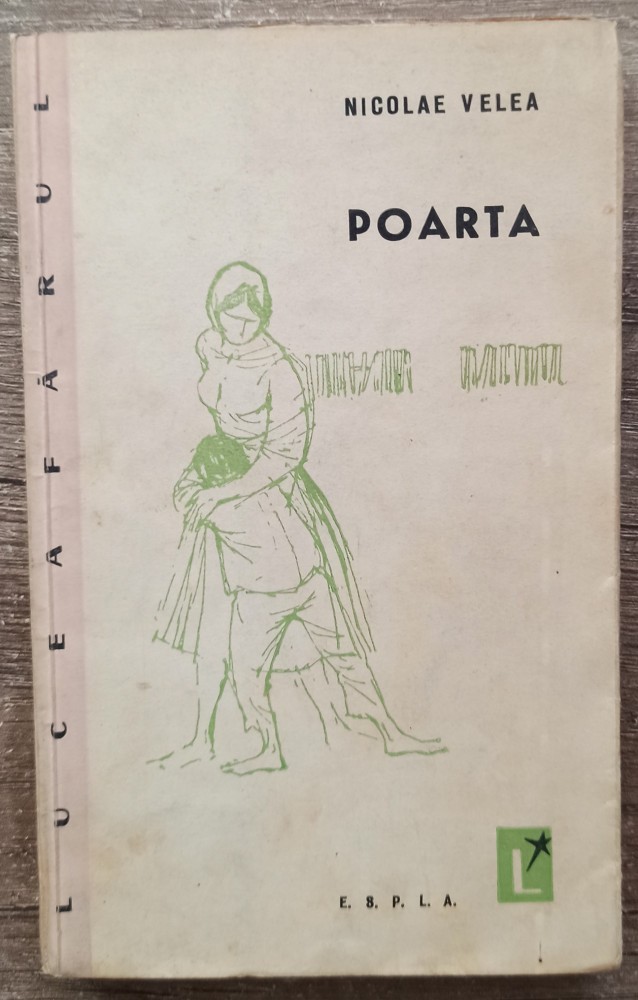 NICOLAE VELEA
POARTA
LUCEAFĂRUL
E. S. P. L. A.
L